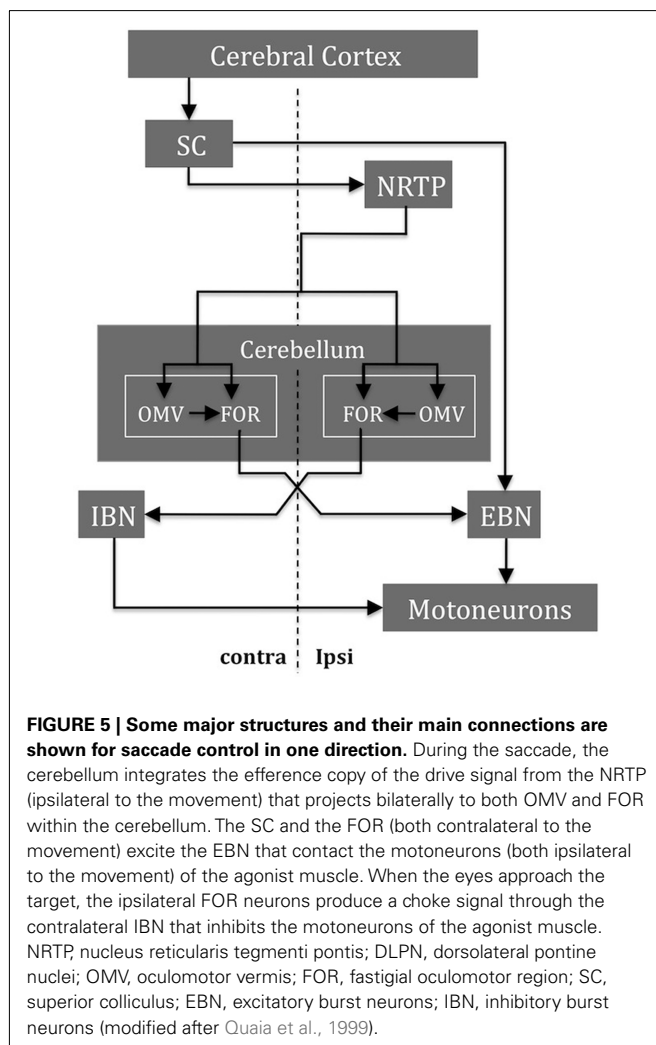 Cerebral Cortex
SC
NRTP
Cerebellum
OMV FOR FOR OMV
IBN EBN
Motoneurons
contra Ipsi
FIGURE 5 | Some major structures and their main connections are
shown for saccade control in one direction. During the saccade, the
cerebellum integrates the efference copy of the drive signal from the NRTP
(ipsilateral to the movement) that projects bilaterally to both OMV and FOR
within the cerebellum. The SC and the FOR (both contralateral to the
movement) excite the EBN that contact the motoneurons (both ipsilateral
to the movement) of the agonist muscle. When the eyes approach the
target, the ipsilateral FOR neurons produce a choke signal through the
contralateral IBN that inhibits the motoneurons of the agonist muscle.
NRTP, nucleus reticularis tegmenti pontis; DLPN, dorsolateral pontine
nuclei; OMV, oculomotor vermis; FOR, fastigial oculomotor region; SC,
superior colliculus; EBN, excitatory burst neurons; IBN, inhibitory burst
neurons (modified after Quaia et al., 1999).